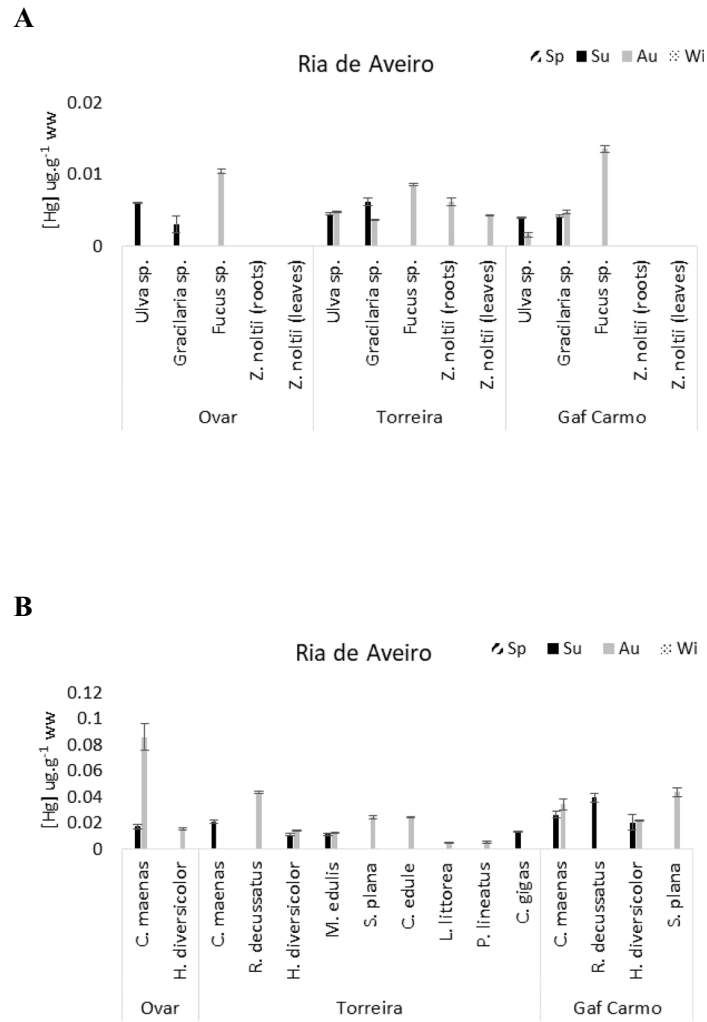 A
Ria de Aveiro
Sp Su Au Wi
[Hg] ug.g-1 ww
0.02
0.01
0
Ulva sp.
Gracilaria sp.
Fucus sp.
Z. noltii (roots)
Z. noltii (leaves)
Ulva sp.
Gracilaria sp.
Fucus sp.
Z. noltii (roots)
Z. noltii (leaves)
Ulva sp.
Gracilaria sp.
Fucus sp.
Z. noltii (roots)
Z. noltii (leaves)
Ovar Torreira Gaf Carmo
B
Ria de Aveiro
Sp Su Au Wi
[Hg] ug.g-1 ww
0.12
0.1
0.08
0.06
0.04
0.02
0
C. maenas
H. diversicolor
C. maenas
R. decussatus
H. diversicolor
M. edulis
S. plana
C. edule
L. littorea
P. lineatus
C. gigas
C. maenas
R. decussatus
H. diversicolor
S. plana
Ovar Torreira Gaf Carmo